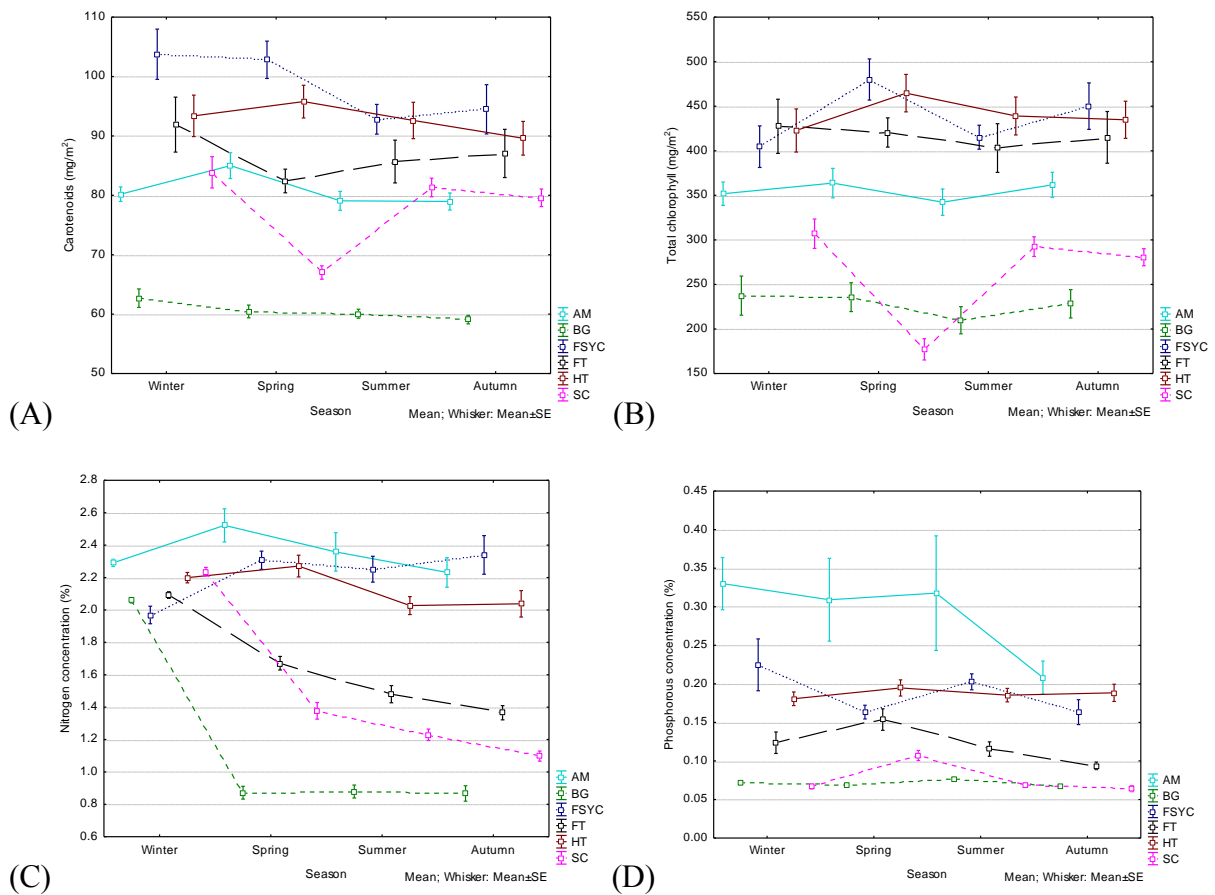 110
100
90
80
70
60
50
Carotenoids (mg/m²)
Winter Spring Summer Autumn
Season
Mean; Whisker: Mean±SE
AM
BG
FSYC
FT
HT
SC
(A)
550
500
450
400
350
300
250
200
150
Total chlorophyll (mg/m²)
Winter Spring Summer Autumn
Season
Mean; Whisker: Mean±SE
AM
BG
FSYC
FT
HT
SC
(B)
2.8
2.6
2.4
2.2
2.0
1.8
1.6
1.4
1.2
1.0
0.8
0.6
Nitrogen concentration (%)
Winter Spring Summer Autumn
Season
Mean; Whisker: Mean±SE
AM
BG
FSYC
FT
HT
SC
(C)
0.45
0.40
0.35
0.30
0.25
0.20
0.15
0.10
0.05
0.00
Phosphorous concentration (%)
Winter Spring Summer Autumn
Season
Mean; Whisker: Mean±SE
AM
BG
FSYC
FT
HT
SC
(D)